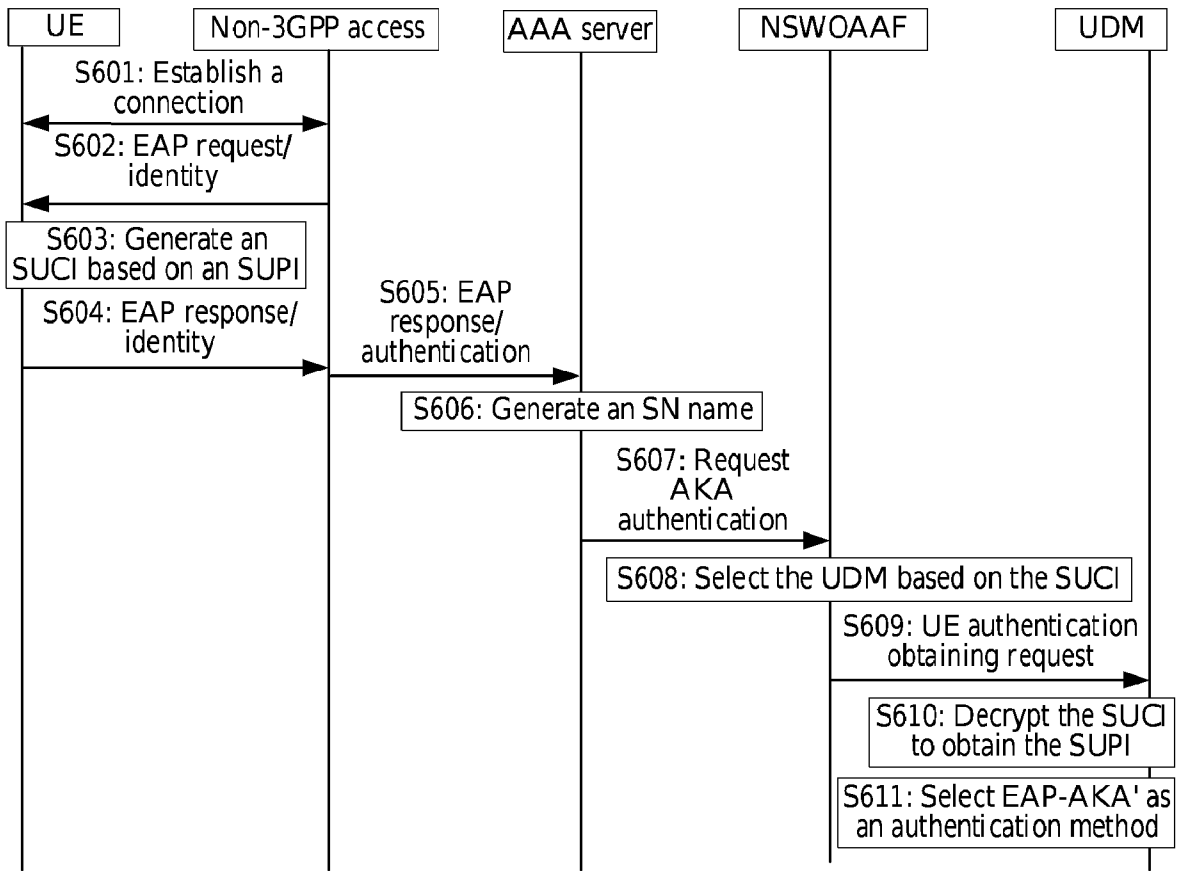 UE
Non-3GPP access
AAA server
NSWOAAF
UDM
S601: Establish a
connection
S602: EAP request/
identity
S603: Generate an
SUCI based on an SUPI
S604: EAP response/
identity
S605: EAP
response/
authentication
S606: Generate an SN name
S607: Request
AKA
authentication
S608: Select the UDM based on the SUCI
S609: UE authentication
obtaining request
S610: Decrypt the SUCI
to obtain the SUPI
S611: Select EAP-AKA' as
an authentication method